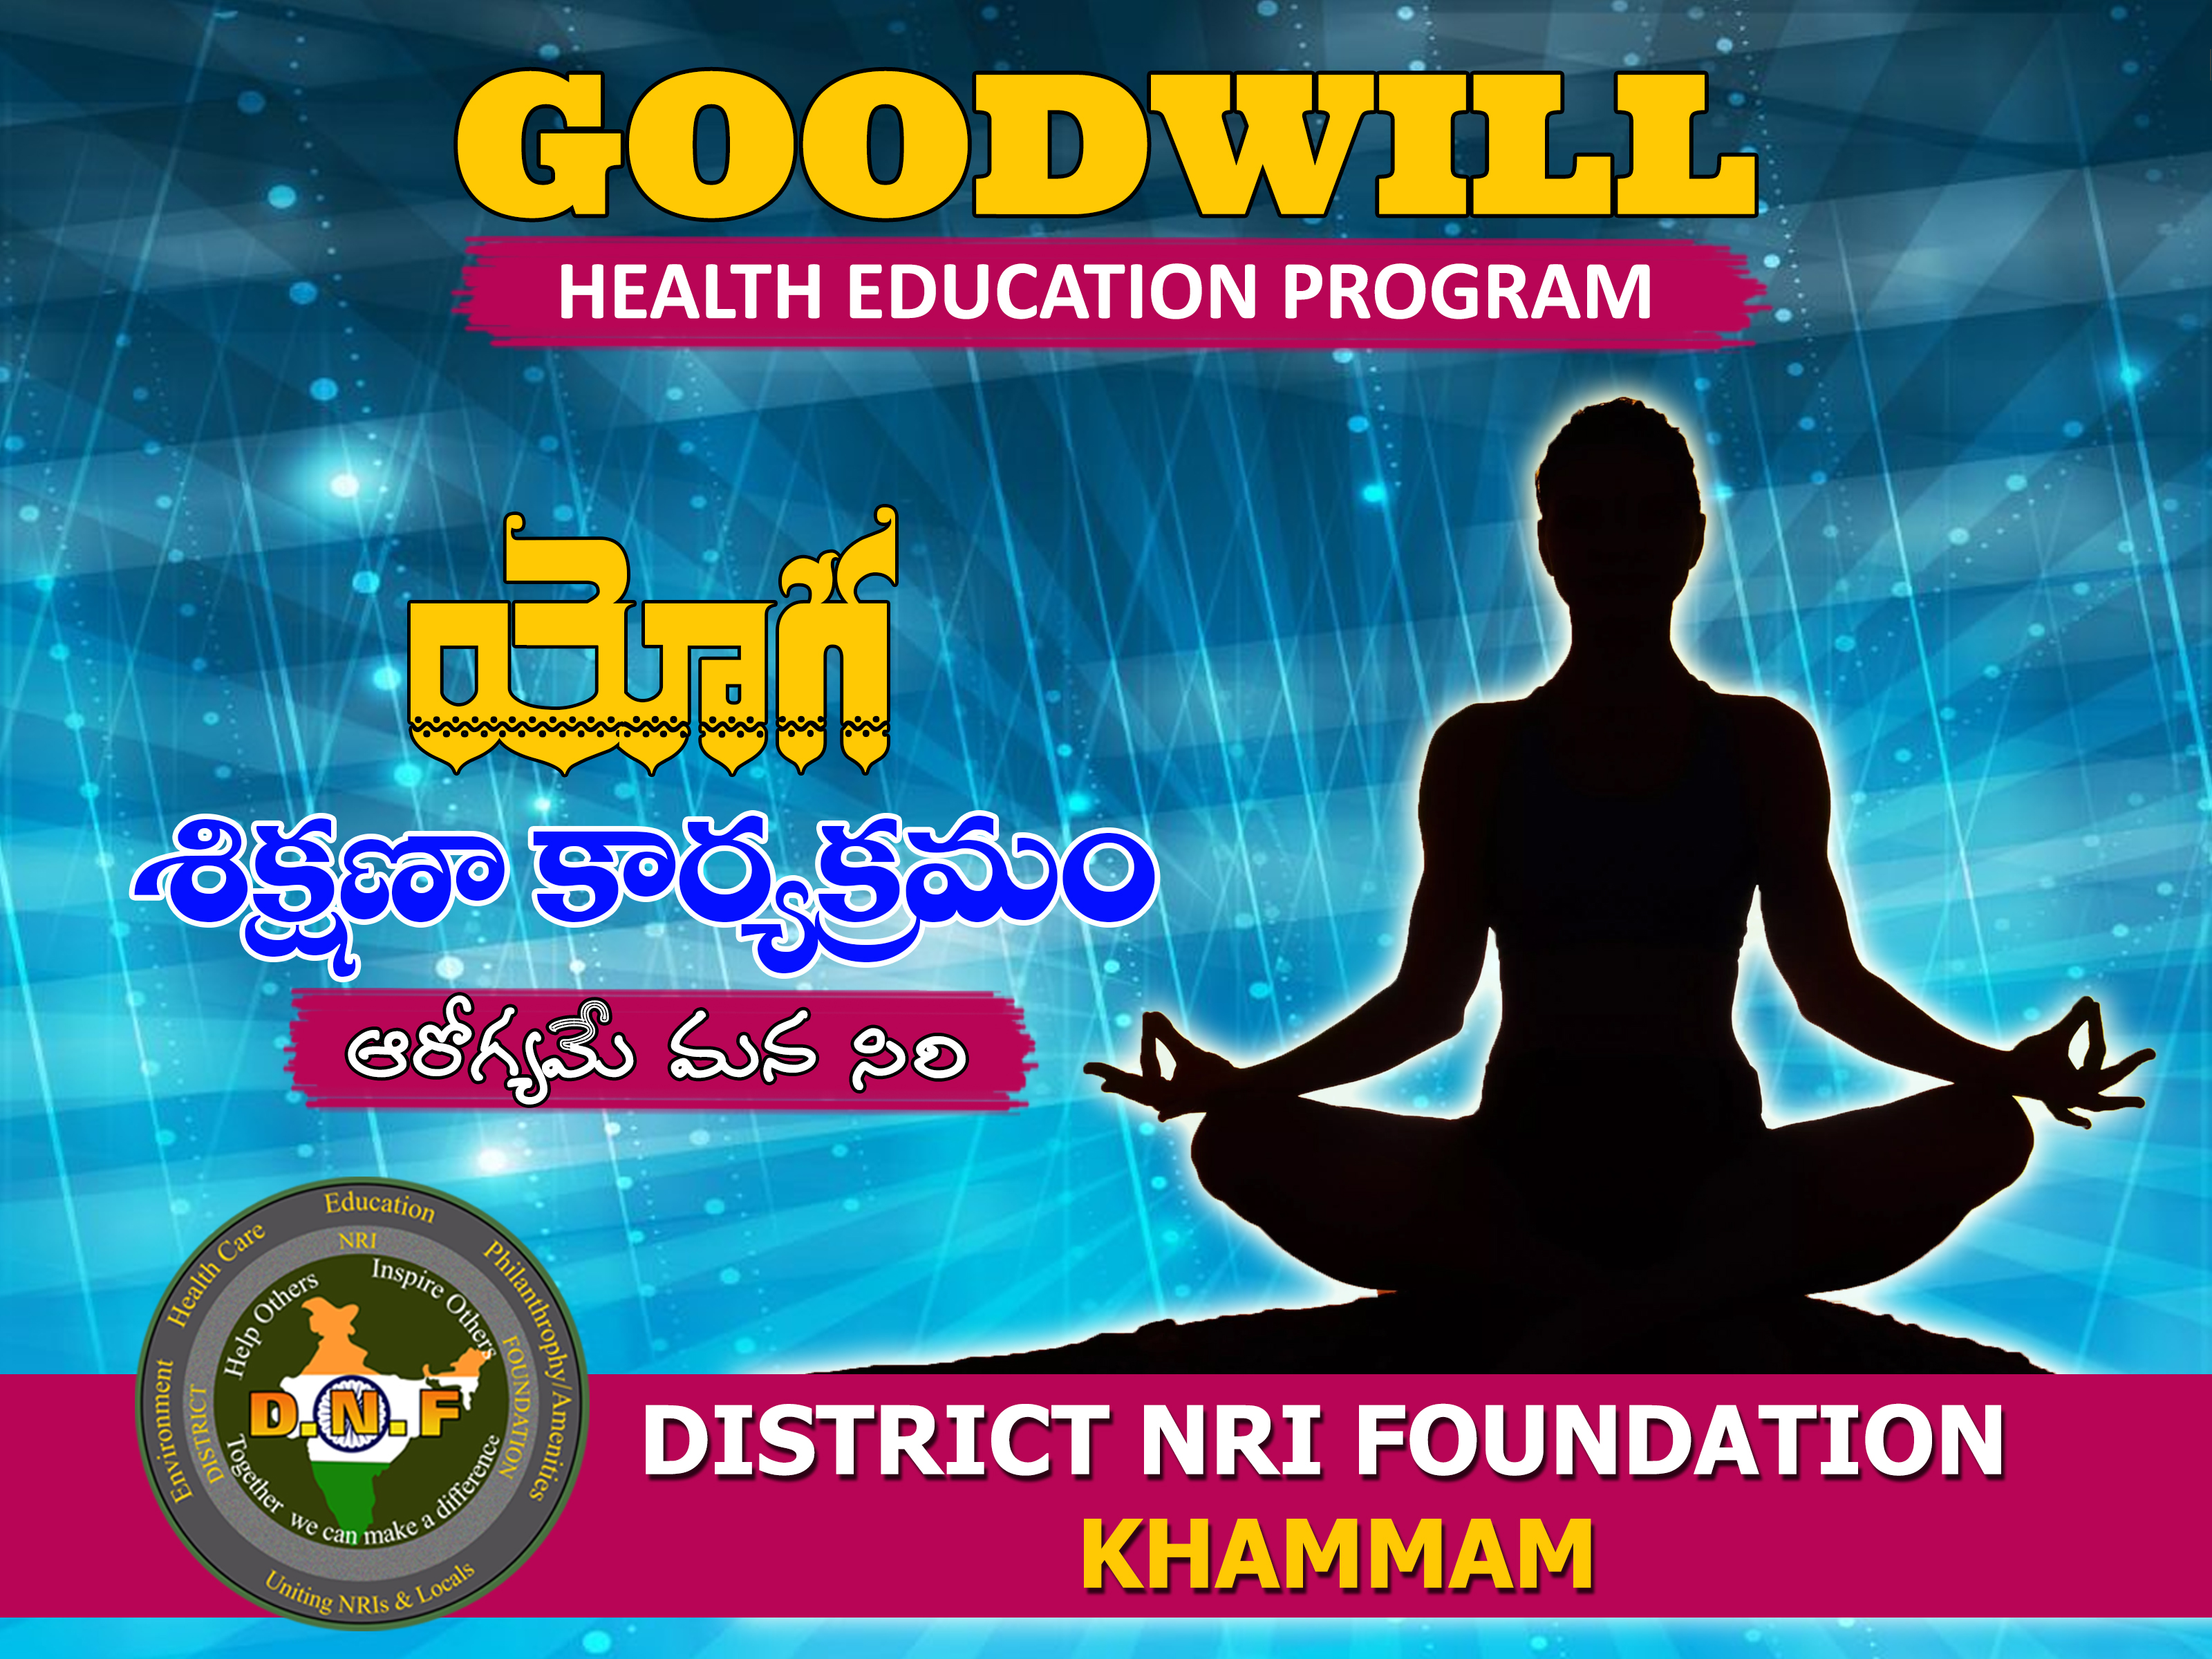 GOODWILL
HEALTH EDUCATION PROGRAM
యోగ
శిక్షణా కార్యక్రమం
ఆరోగ్యమే మన సిరి
Environment Health Care Education Philanthropy/Amenities
DISTRICT NRI FOUNDATION
Help Others Inspire Others
D.N.F
Together we can make a difference
Uniting NRIs & Locals
DISTRICT NRI FOUNDATION
KHAMMAM